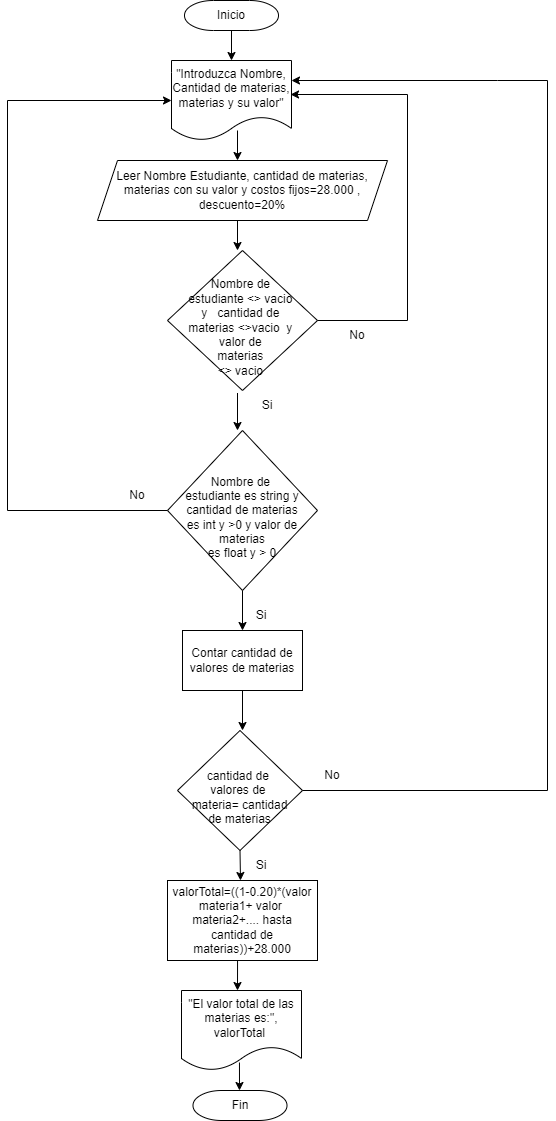 Inicio
"Introduzca Nombre,
Cantidad de materias,
materias y su valor"
Leer Nombre Estudiante, cantidad de materias,
materias con su valor y costos fijos=28.000 ,
descuento=20%
Nombre de
estudiante <> vacio
y cantidad de
materias <>vacio y
valor de
materias
<> vacio
No
Si
No
Nombre de
estudiante es string y
cantidad de materias
es int y >0 y valor de
materias
es float y > 0
Si
Contar cantidad de
valores de materias
No
cantidad de
valores de
materia= cantidad
de materias
Si
valorTotal=((1-0.20)*(valor
materia1+ valor
materia2+.... hasta
cantidad de
materias))+28.000
"El valor total de las
materias es:",
valorTotal
Fin